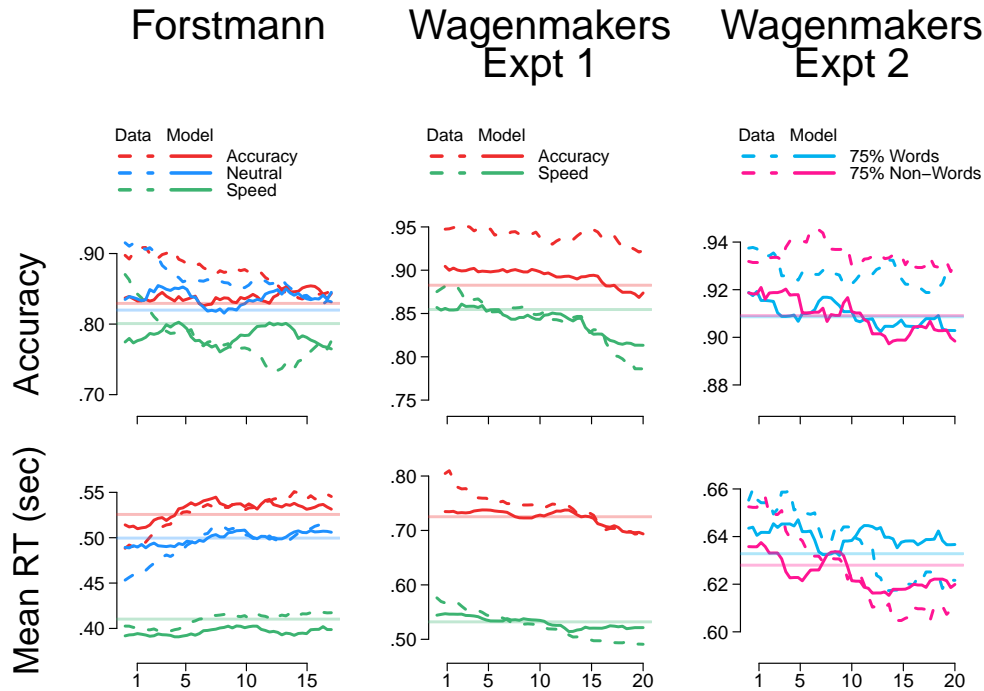 Forstmann
Wagenmakers
Expt 1
Wagenmakers
Expt 2
Data Model
Accuracy
Neutral
Speed
Data Model
Accuracy
Speed
Data Model
75% Words
75% Non−Words
Accuracy
.90
.80
.70
.95
.90
.85
.80
.75
.94
.92
.90
.88
Mean RT (sec)
.55
.50
.45
.40
1 5 10 15
.80
.70
.60
.50
1 5 10 15 20
.66
.64
.62
.60
1 5 10 15 20